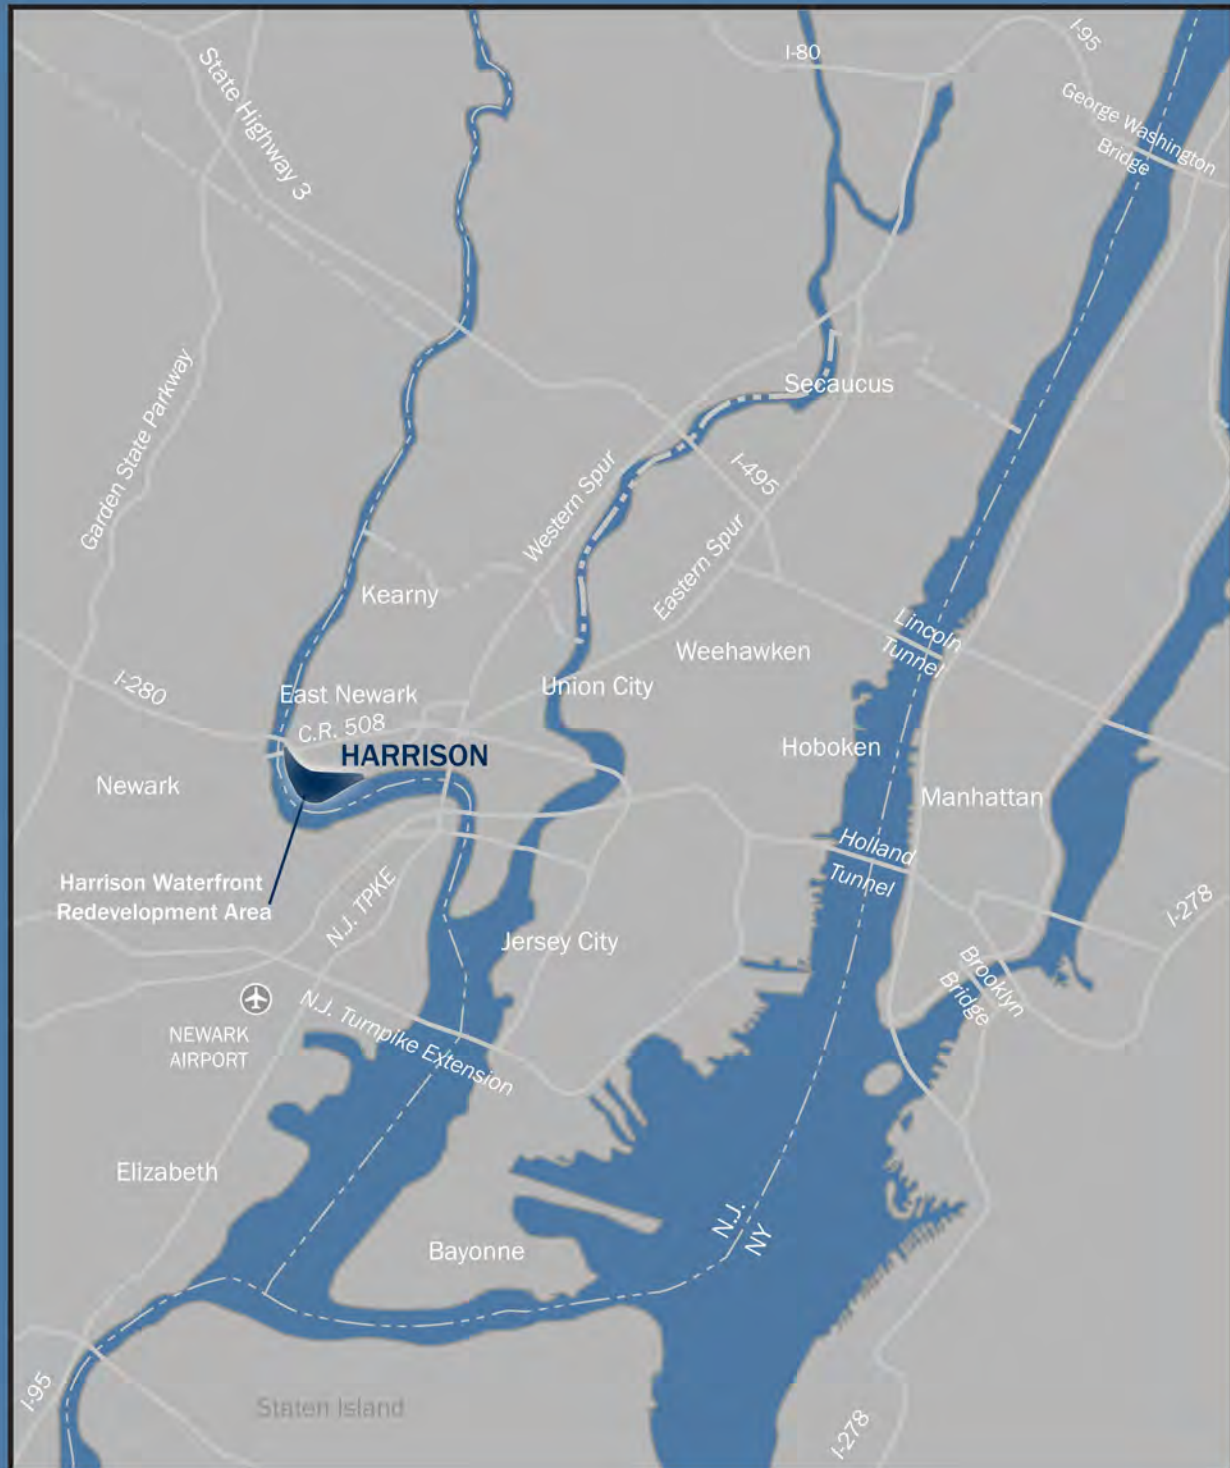 I-95
I-80
State Highway 3
George Washington
Bridge
Secaucus
Garden State Parkway
I-495
Western Spur
Eastern Spur
Kearny
Lincoln
Tunnel
Weehawken
I-280
East Newark
Union City
C.R. 508
HARRISON
Hoboken
Newark
Manhattan
Holland
Tunnel
Harrison Waterfront
Redevelopment Area
N.J. TPKE
I-278
Jersey City
Brooklyn
Bridge
N.J. Turnpike Extension
NEWARK
AIRPORT
Elizabeth
N.J.
NY
Bayonne
I-95
Staten Island
I-278